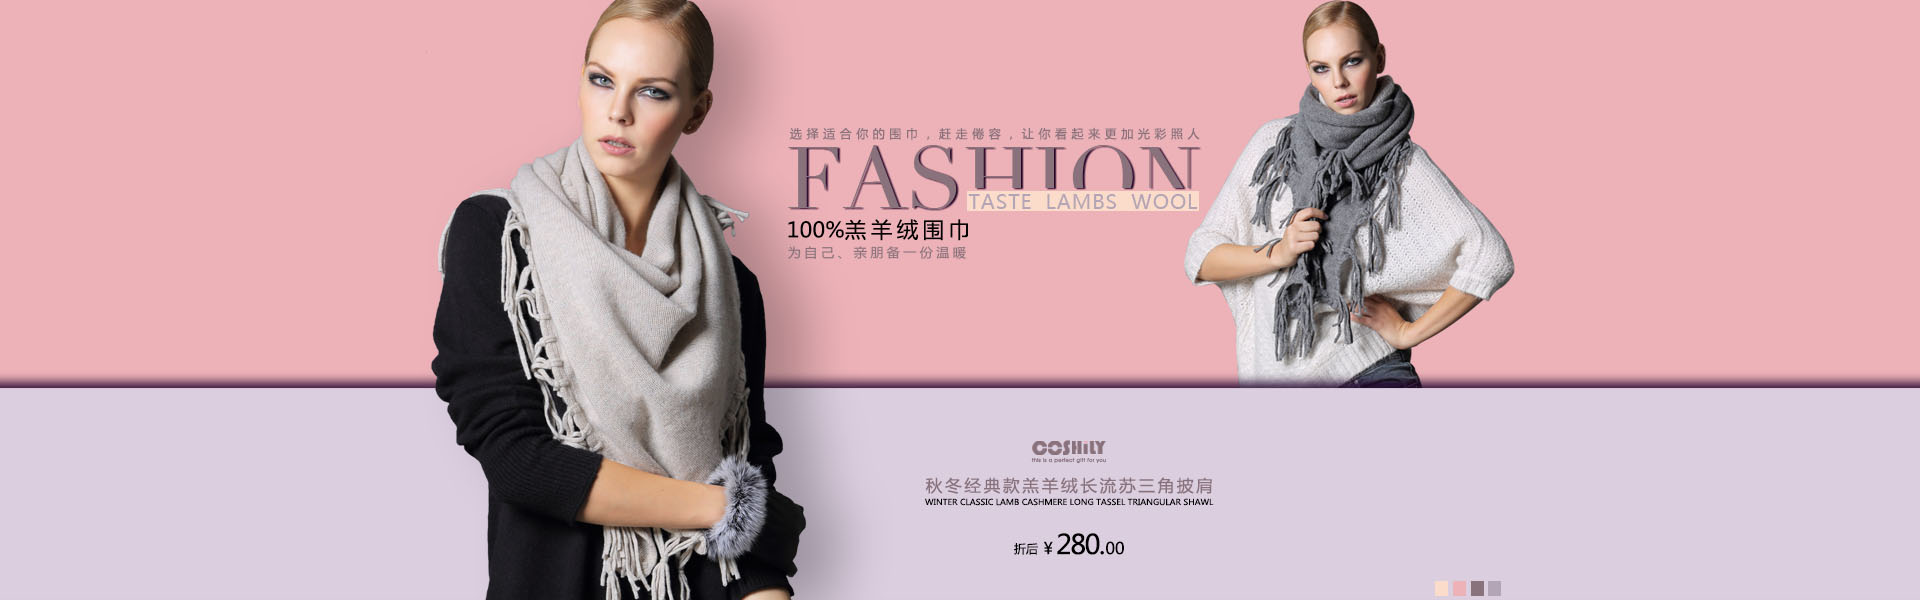 选择适合你的围巾，赶走倦容，让你看起来更加光彩照人
FASHION
TASTE LAMBS WOOL
100%羔羊绒围巾
为自己、亲朋备一份温暖
COSHiLY
this is a perfect gift for you
秋冬经典款羔羊绒长流苏三角披肩
WINTER CLASSIC LAMB CASHMERE LONG TASSEL TRIANGULAR SHAWL
折后 ¥ 280.00